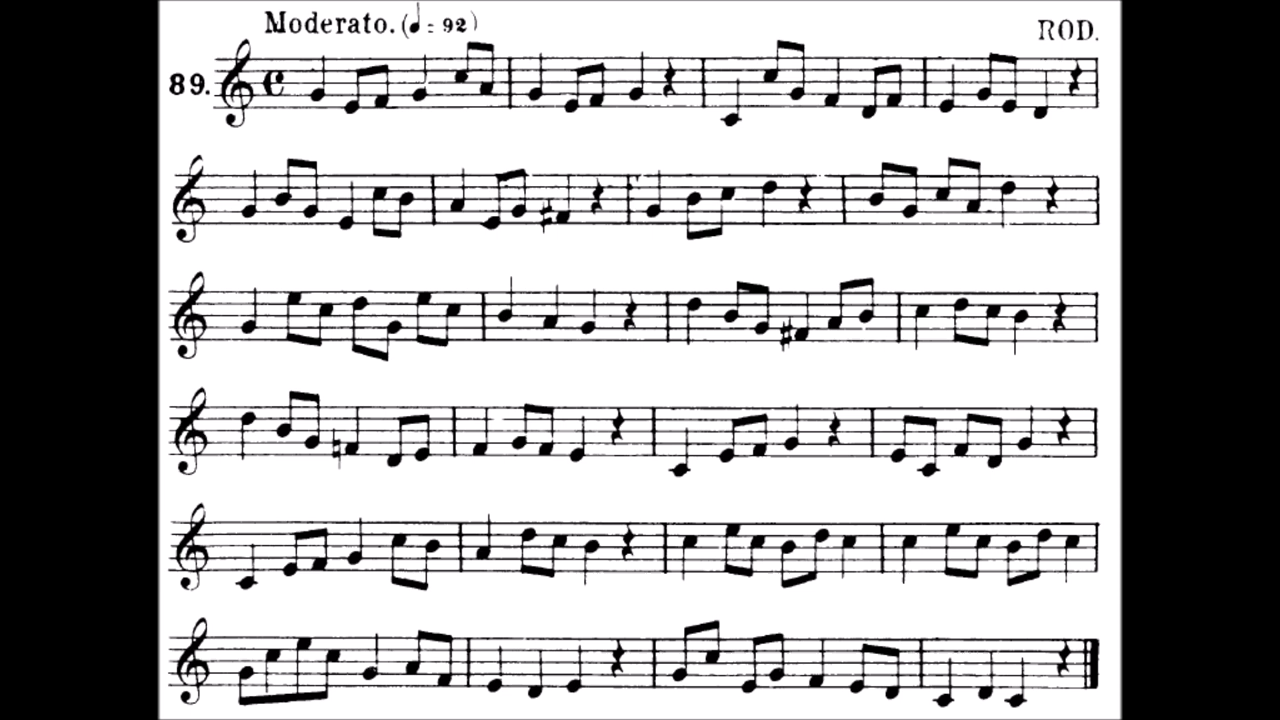 Moderato. (♩ = 92) ROD.
89.